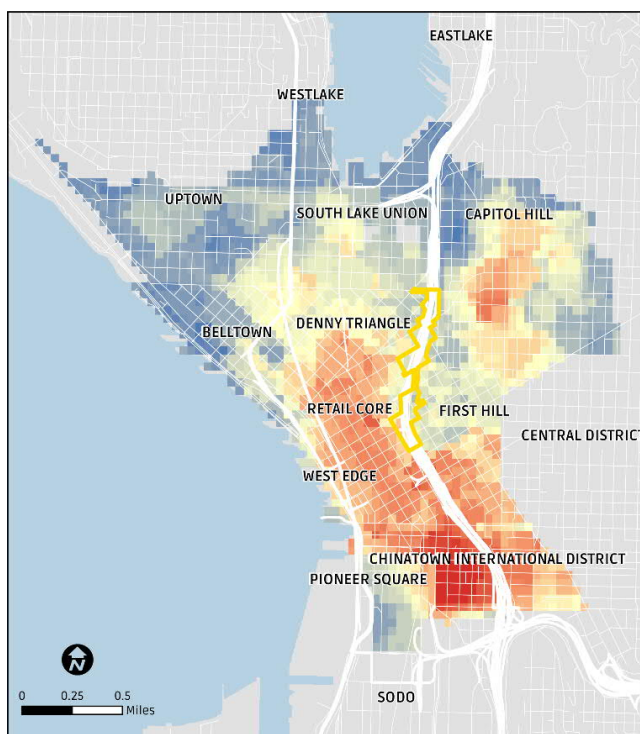 EASTLAKE
WESTLAKE
UPTOWN
SOUTH LAKE UNION
CAPITOL HILL
BELLTOWN
DENNY TRIANGLE
RETAIL CORE
FIRST HILL
CENTRAL DISTRICT
WEST EDGE
CHINATOWN INTERNATIONAL DISTRICT
PIONEER SQUARE
N
0 0.25 0.5
Miles
SODO